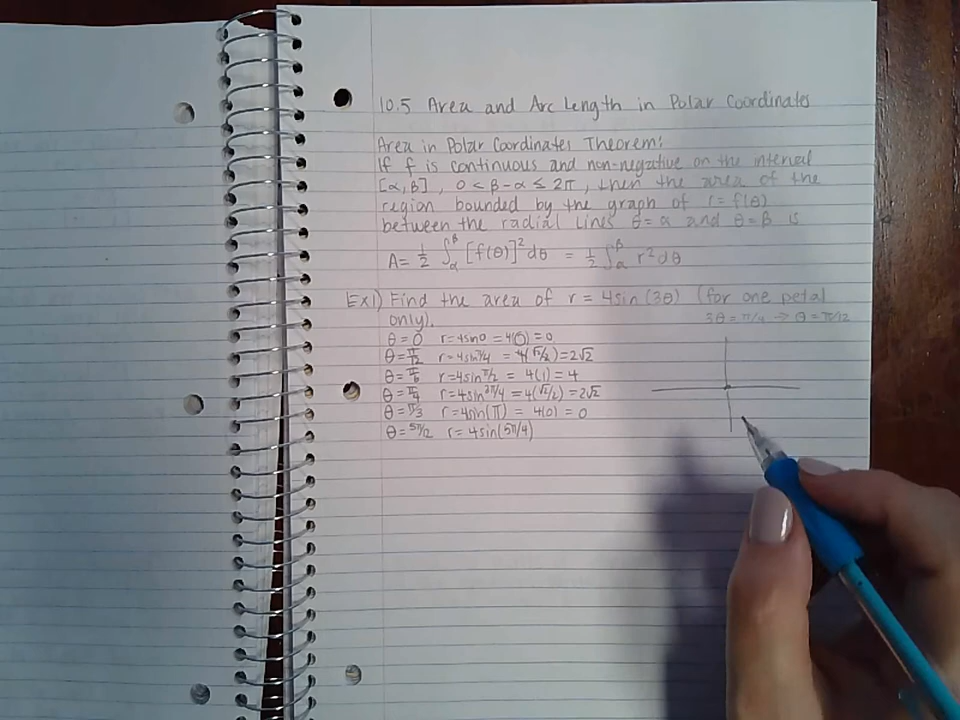 10.5 Area and Arc Length in Polar Coordinates
Area in Polar Coordinates Theorem:
If f is continuous and non-negative on the interval
[α,β], 0 < β-α ≤ 2π, then the area of the
region bounded by the graph of r = f(θ)
between the radial lines θ=α and θ=β is
A = 1/2 ∫_α^β [f(θ)]² dθ = 1/2 ∫_α^β r² dθ
Ex1) Find the area of r = 4sin(3θ) (for one petal
only).
3θ = π/4 → θ = π/12
θ = 0 r=4sin0 = 4(0) = 0
θ = π/12 r=4sinπ/4 = 4(√2/2) = 2√2
θ = π/6 r=4sinπ/2 = 4(1) = 4
θ = π/4 r=4sin3π/4 = 4(√2/2) = 2√2
θ = π/3 r=4sin(π) = 4(0) = 0
θ = 5π/12 r=4sin(5π/4)